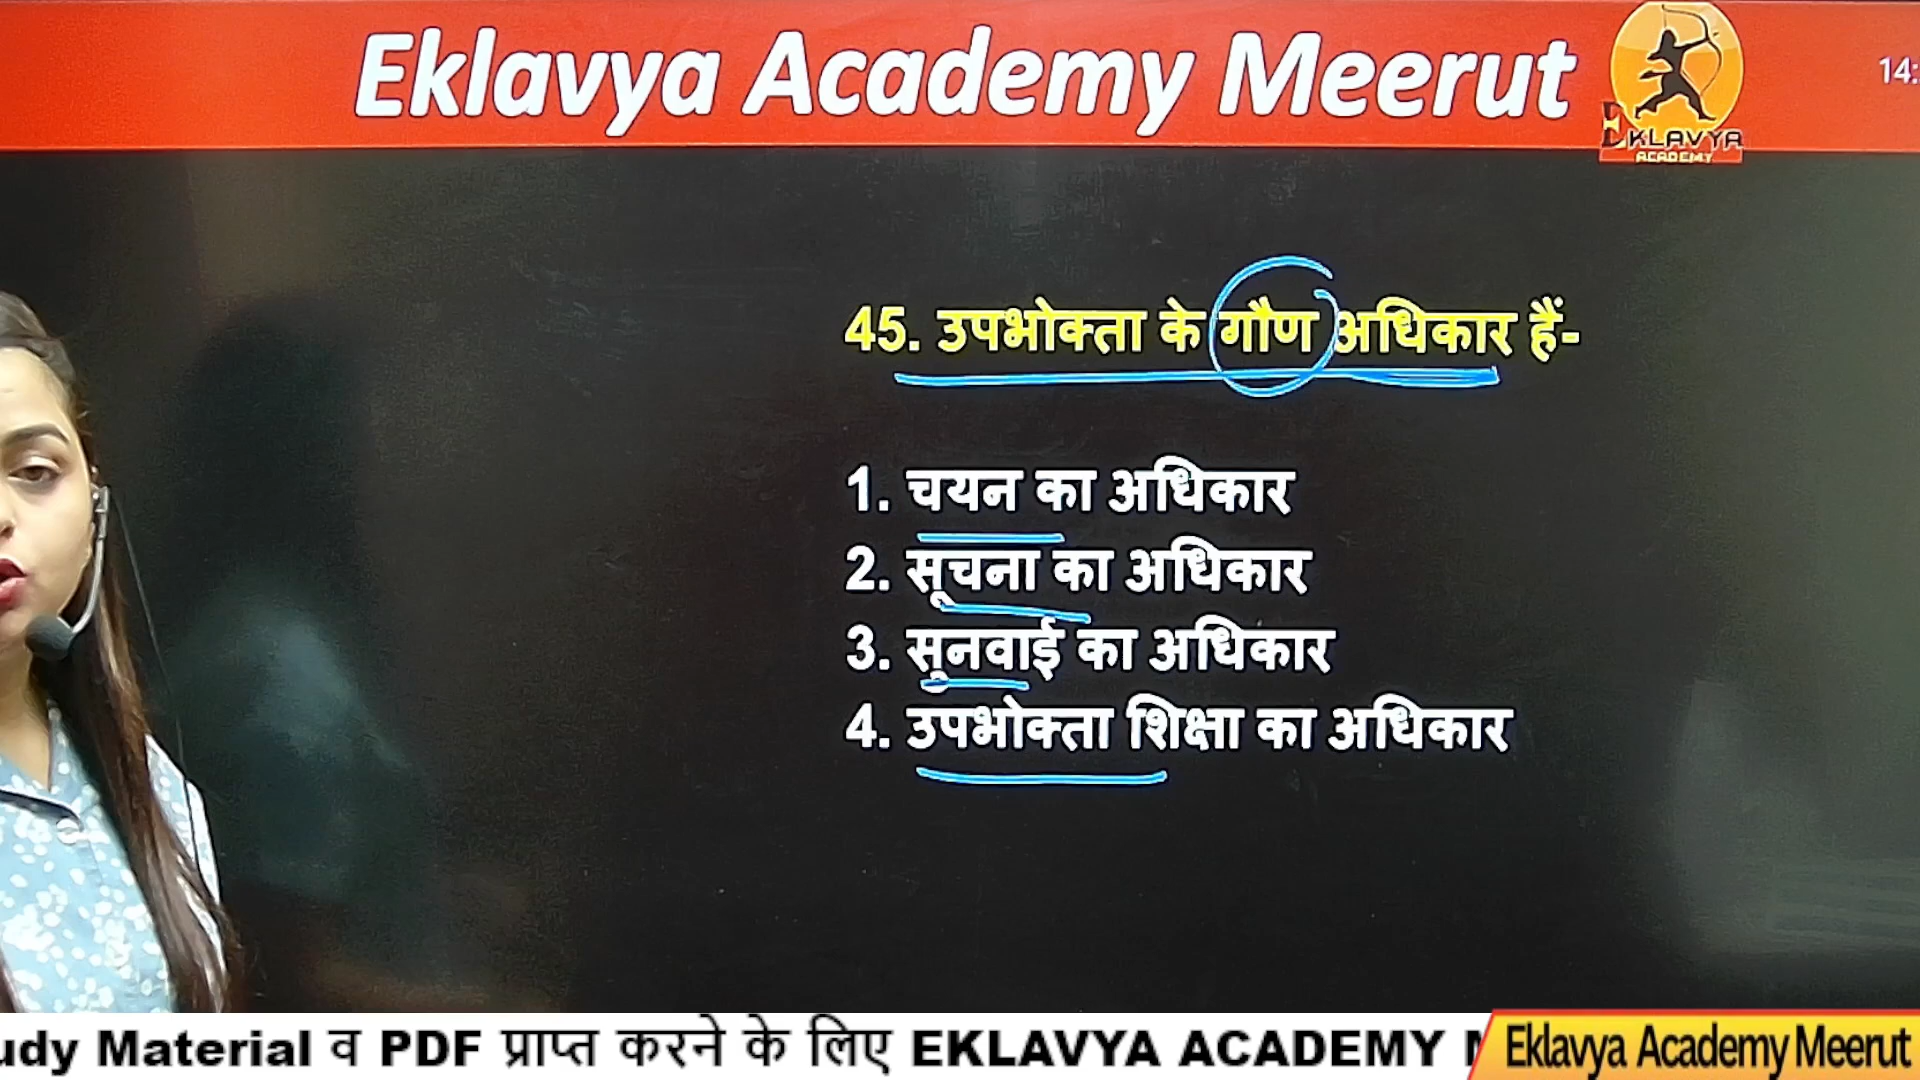 Eklavya Academy Meerut
EKLAVYA
ACADEMY
14:
45. उपभोक्ता के गौण अधिकार हैं-
1. चयन का अधिकार
2. सूचना का अधिकार
3. सुनवाई का अधिकार
4. उपभोक्ता शिक्षा का अधिकार
udy Material व PDF प्राप्त करने के लिए EKLAVYA ACADEMY M
Eklavya Academy Meerut